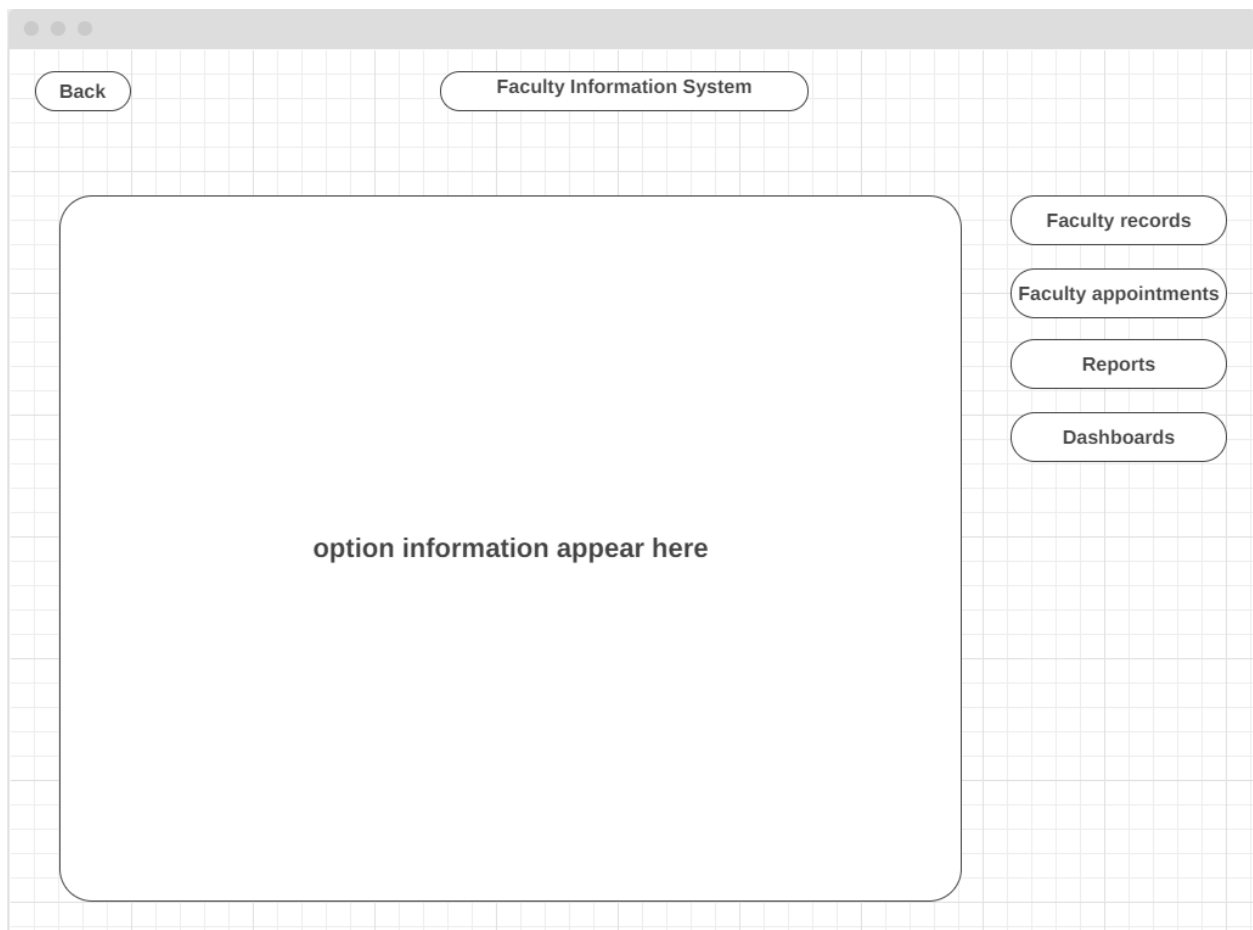 Back
Faculty Information System
Faculty records
Faculty appointments
Reports
Dashboards
option information appear here